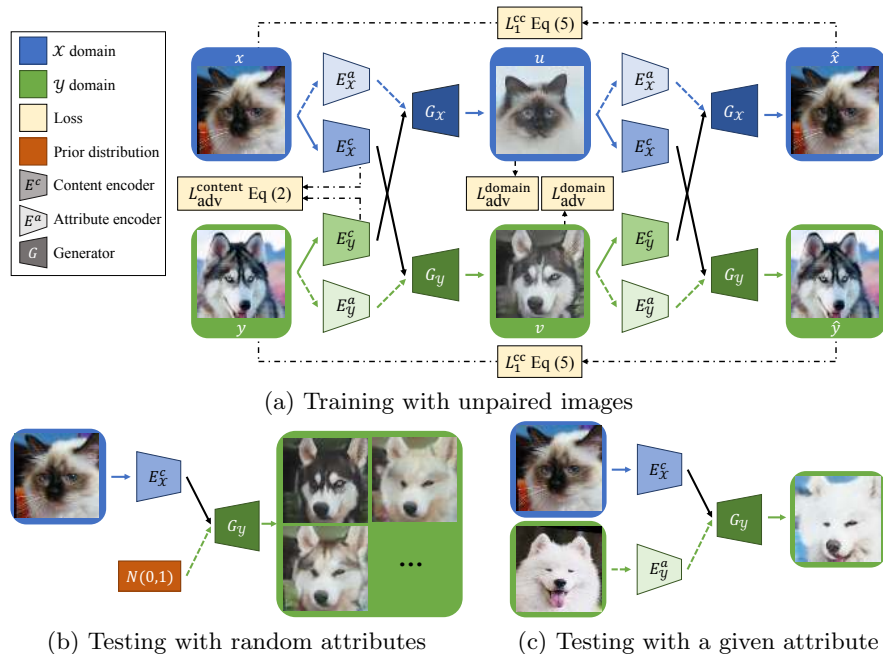 𝒳 domain
𝒴 domain
Loss
Prior distribution
E^c Content encoder
E^a Attribute encoder
G Generator
L_1^cc Eq (5)
x
u
x̂
E_𝒳^a
G_𝒳
E_𝒳^a
G_𝒳
E_𝒳^c
E_𝒳^c
L_adv^content Eq (2)
L_adv^domain
L_adv^domain
E_𝒴^c
E_𝒴^c
G_𝒴
G_𝒴
E_𝒴^a
E_𝒴^a
y
v
ŷ
L_1^cc Eq (5)
(a) Training with unpaired images
E_𝒳^c
G_𝒴
N(0,1)
...
(b) Testing with random attributes
E_𝒳^c
G_𝒴
E_𝒴^a
(c) Testing with a given attribute